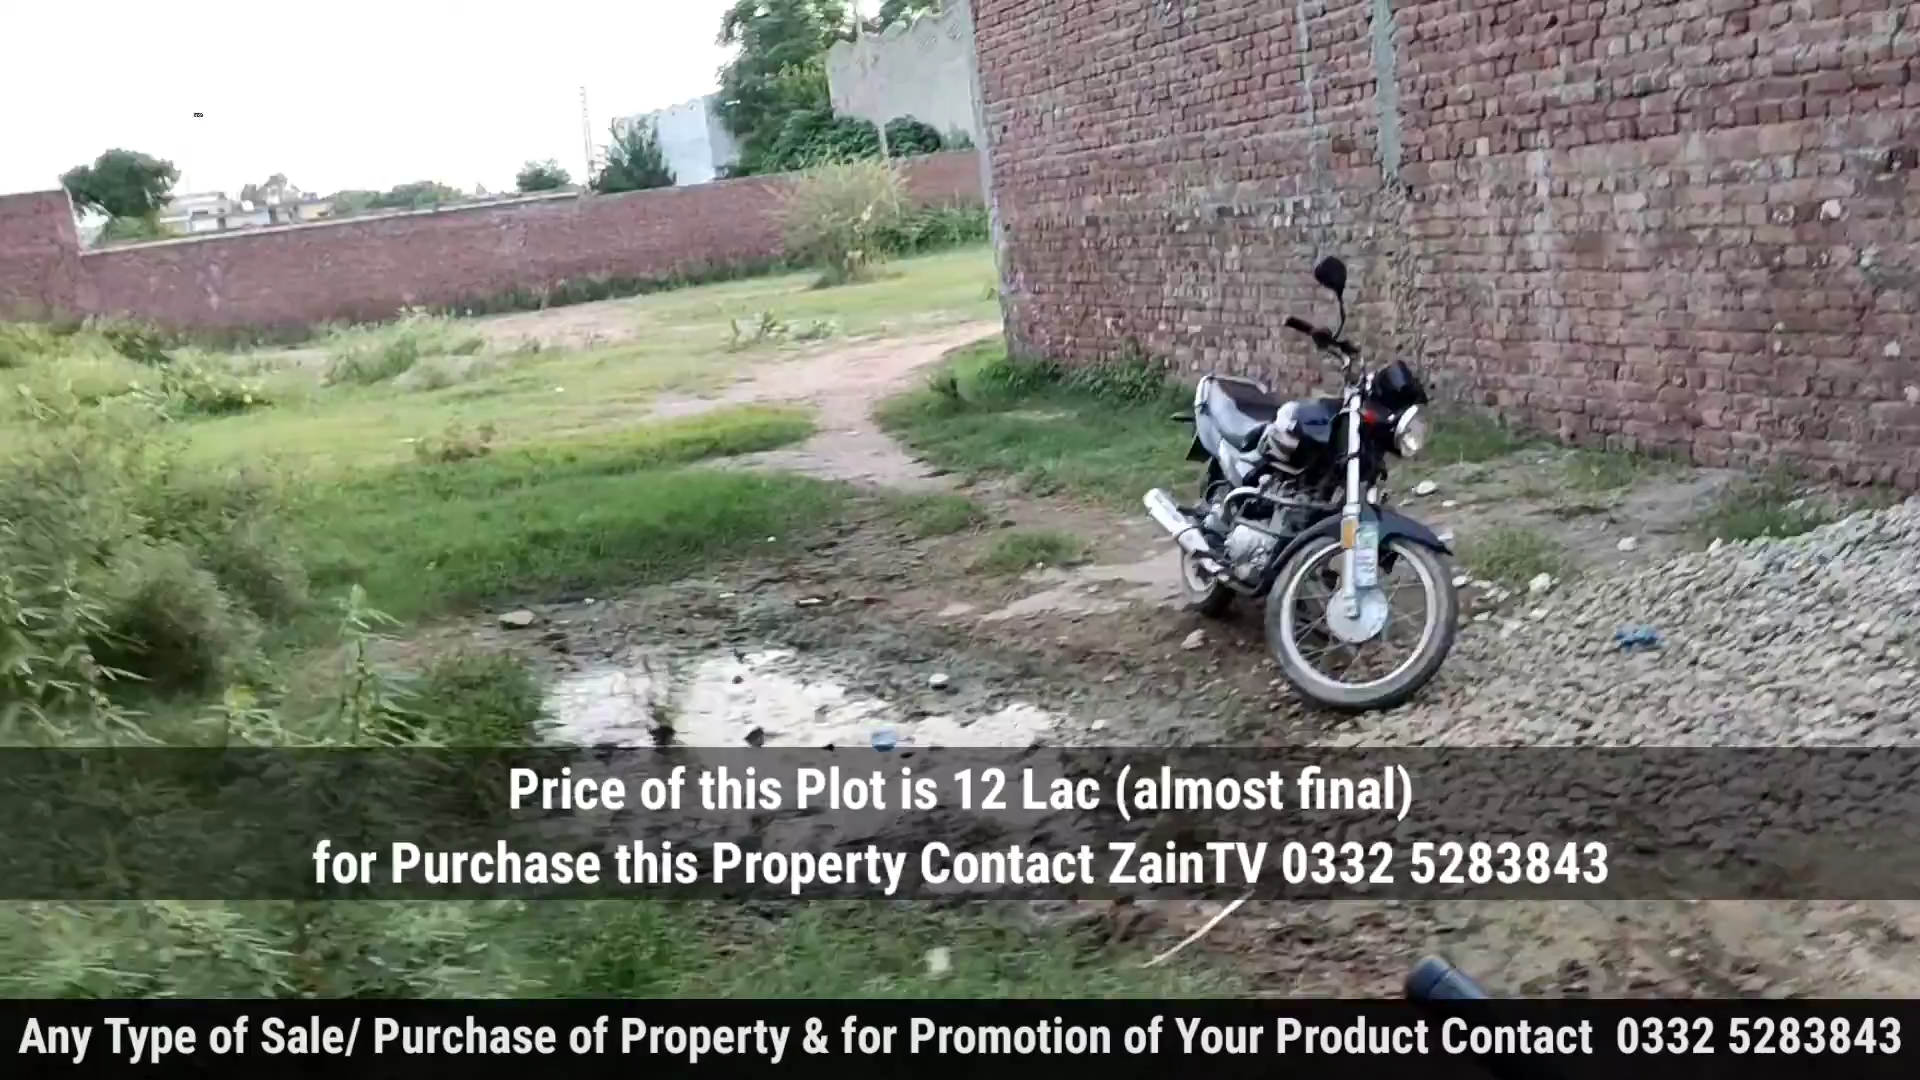 Price of this Plot is 12 Lac (almost final)
for Purchase this Property Contact ZainTV 0332 5283843
Any Type of Sale/ Purchase of Property & for Promotion of Your Product Contact 0332 5283843